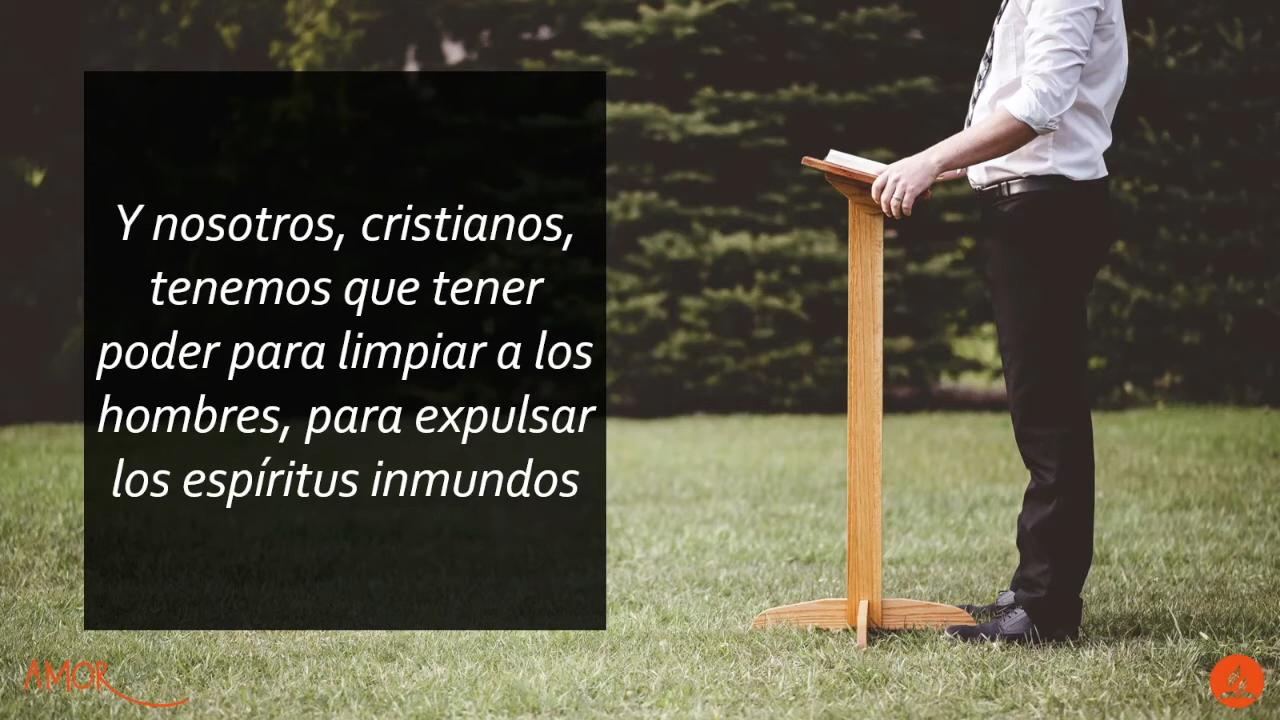 Y nosotros, cristianos,
tenemos que tener
poder para limpiar a los
hombres, para expulsar
los espíritus inmundos
AMOR